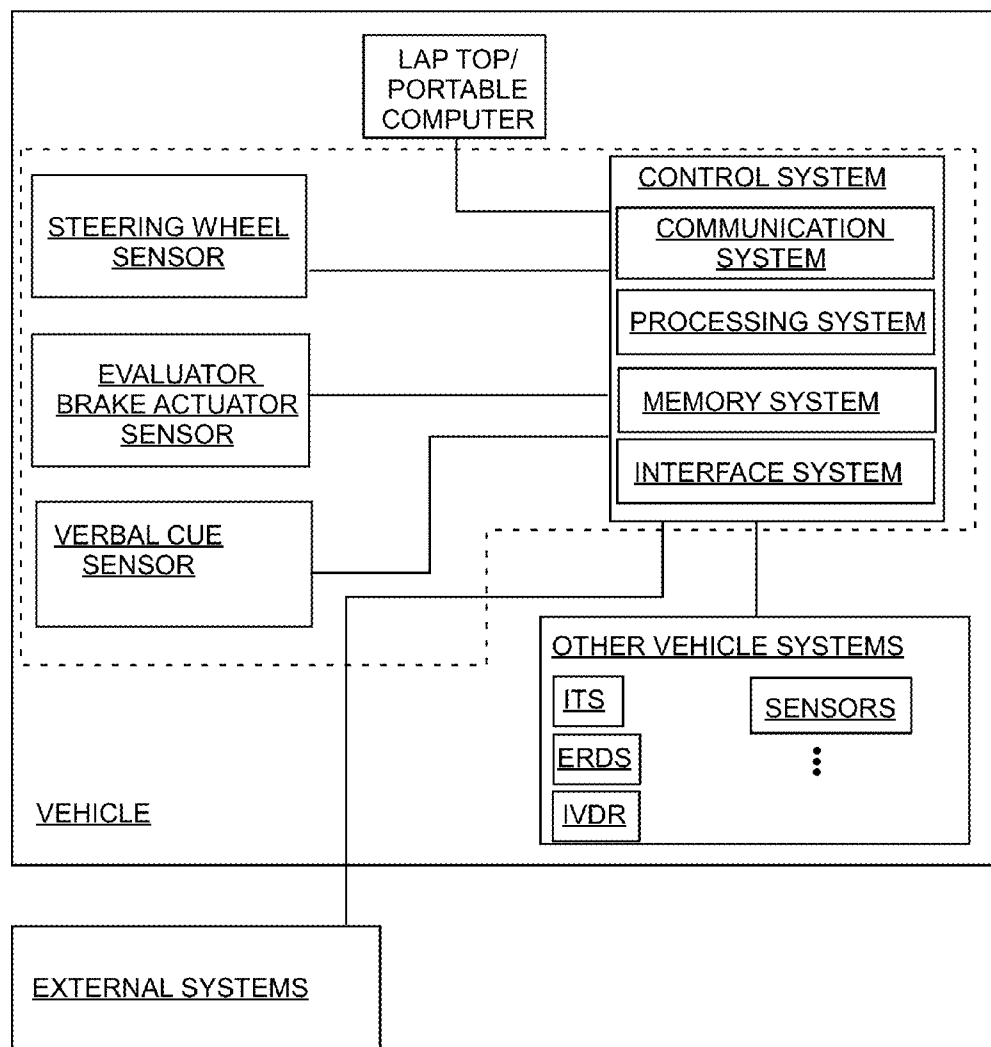 LAP TOP/
PORTABLE
COMPUTER
CONTROL SYSTEM
COMMUNICATION
SYSTEM
PROCESSING SYSTEM
MEMORY SYSTEM
INTERFACE SYSTEM
STEERING WHEEL
SENSOR
EVALUATOR
BRAKE ACTUATOR
SENSOR
VERBAL CUE
SENSOR
OTHER VEHICLE SYSTEMS
ITS
SENSORS
ERDS
IVDR
VEHICLE
EXTERNAL SYSTEMS